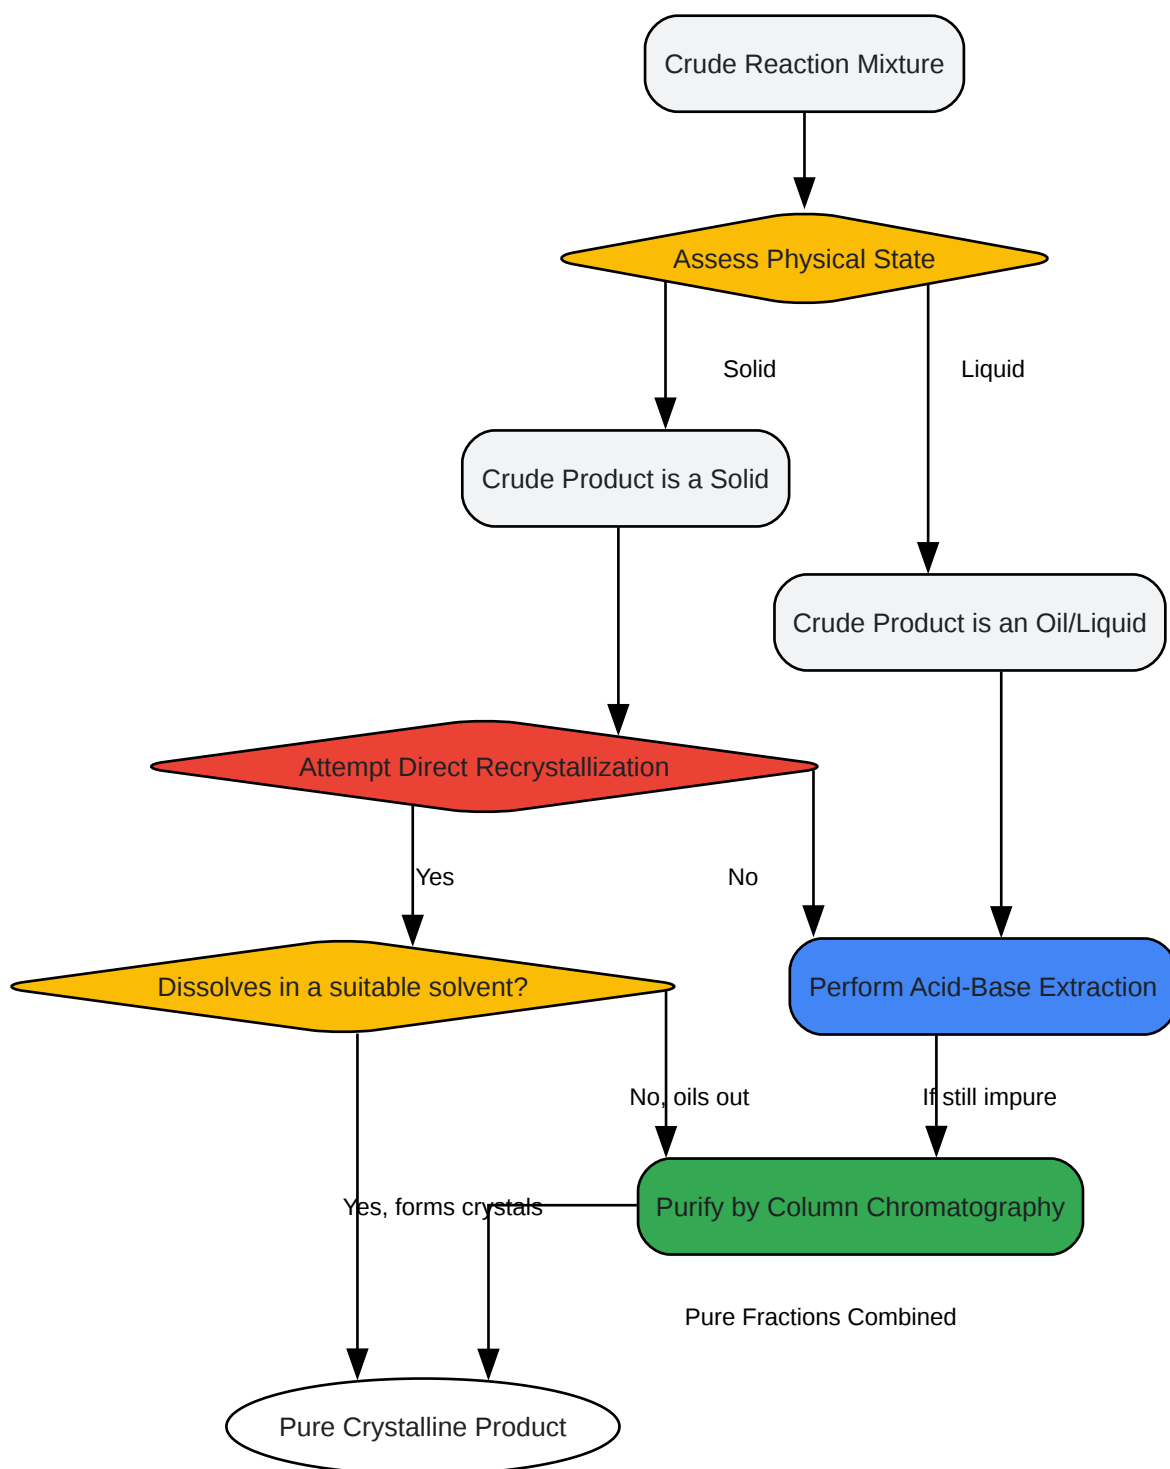 Crude Reaction Mixture
Assess Physical State
Solid
Liquid
Crude Product is a Solid
Crude Product is an Oil/Liquid
Attempt Direct Recrystallization
Yes
No
Dissolves in a suitable solvent?
Perform Acid-Base Extraction
No, oils out
If still impure
Yes, forms crystals
Purify by Column Chromatography
Pure Fractions Combined
Pure Crystalline Product